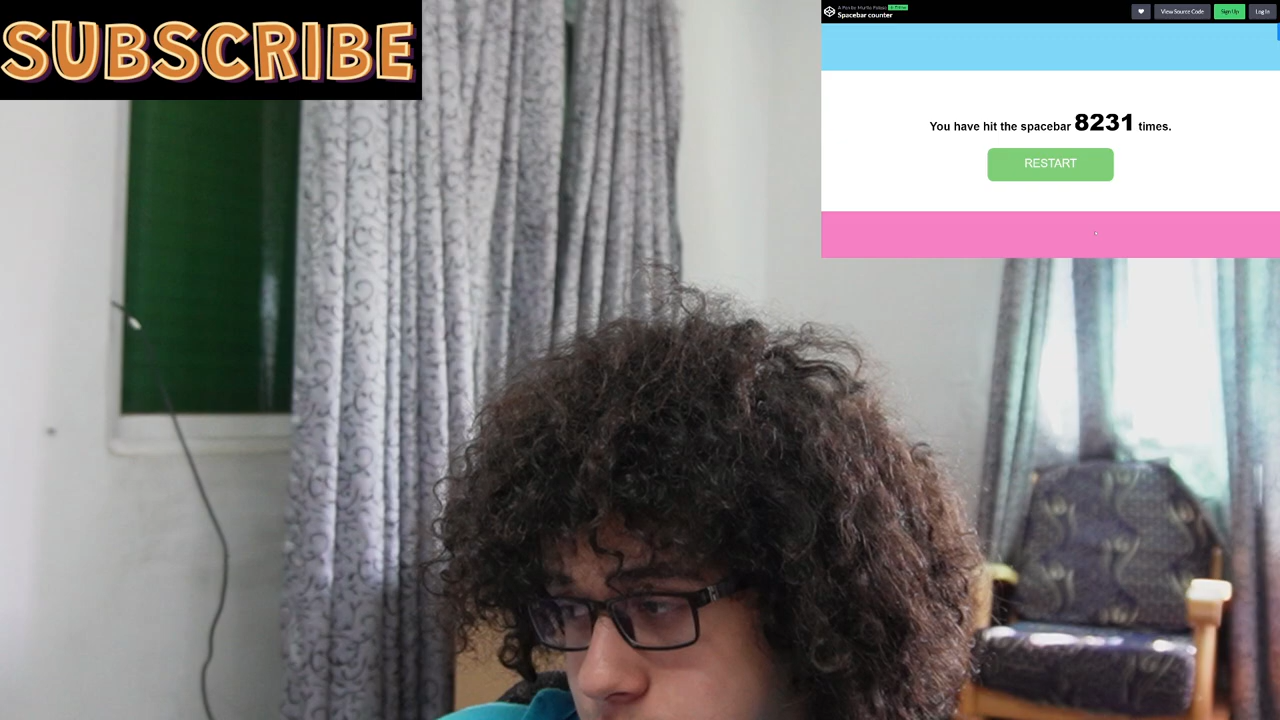 SUBSCRIBE
Spacebar counter
View Source Code
Sign Up
Log In
You have hit the spacebar 8231 times.
RESTART